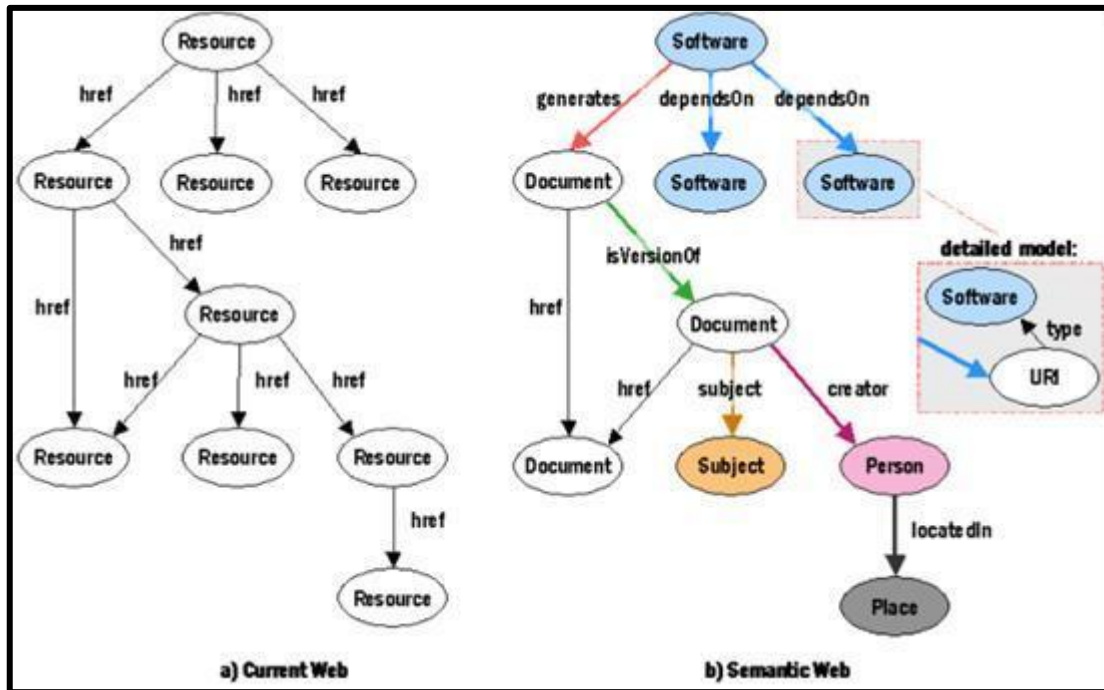 Resource
href
href
href
Resource
Resource
Resource
href
href
Resource
href
href
href
Resource
Resource
Resource
href
Resource
a) Current Web
Software
generates
dependsOn
dependsOn
Document
Software
Software
isVersionOf
detailed model:
Software
type
URI
href
Document
href
subject
creator
Document
Subject
Person
locatedIn
Place
b) Semantic Web